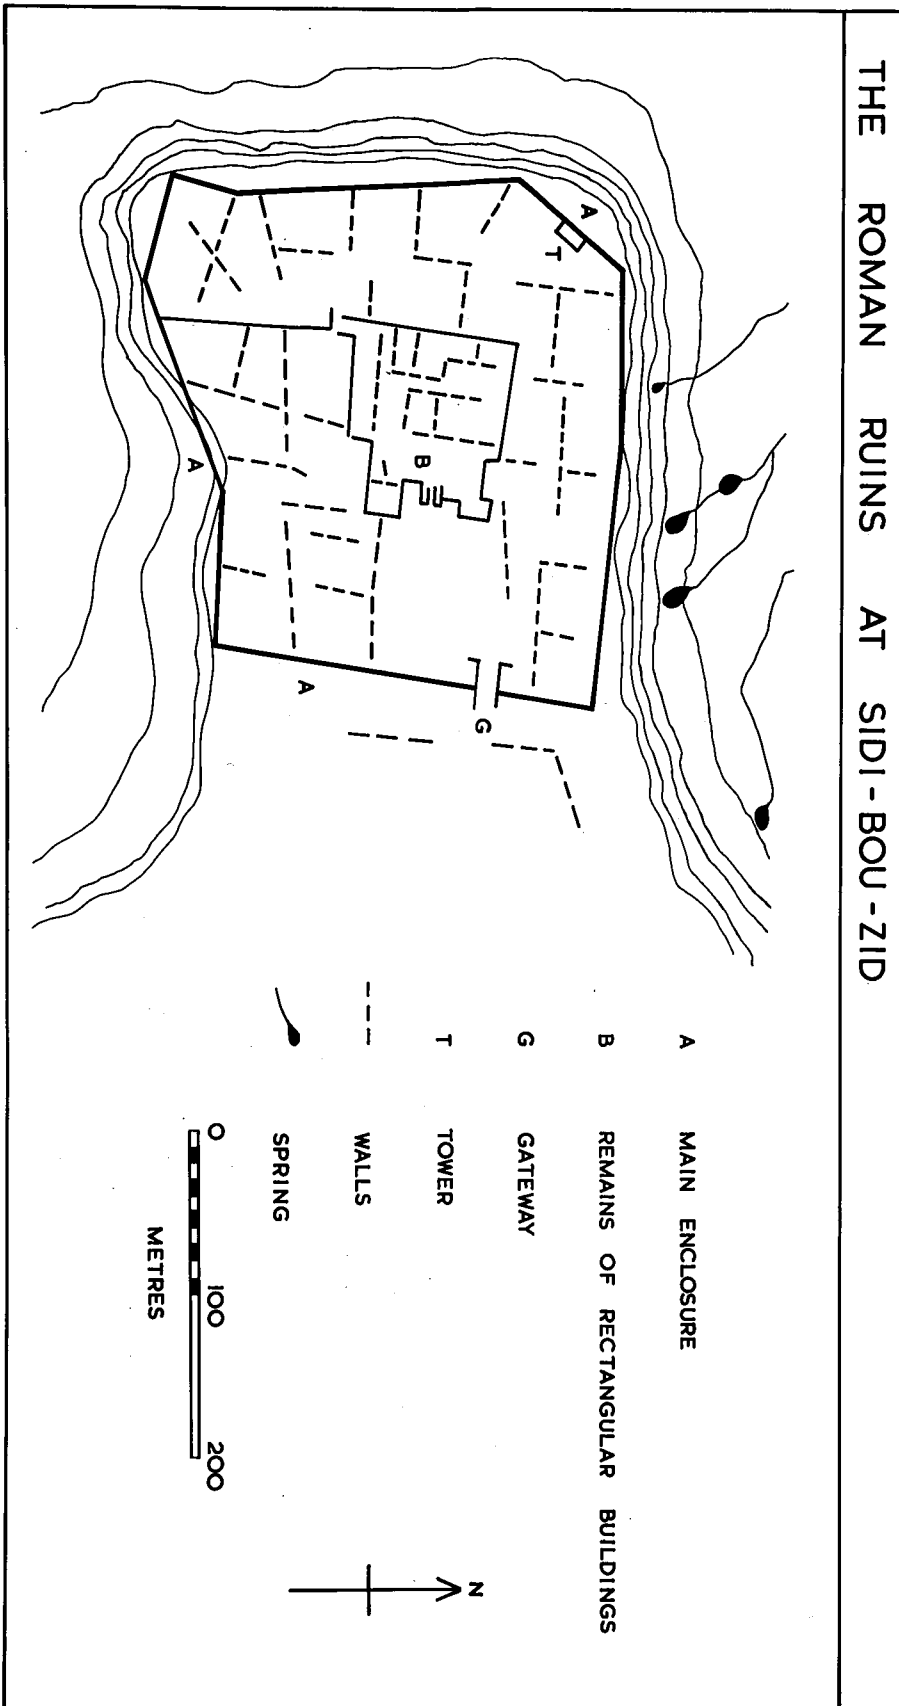 THE ROMAN RUINS AT SIDI-BOU-ZID
A
T
A
B
G
A
A MAIN ENCLOSURE
B REMAINS OF RECTANGULAR BUILDINGS
G GATEWAY
T TOWER
WALLS
SPRING
0 100 200
METRES
N